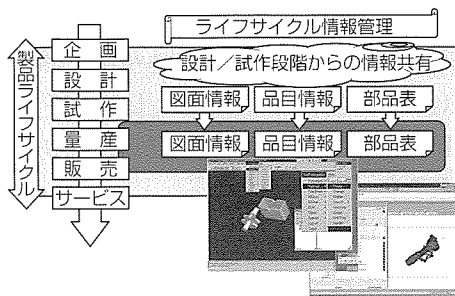 ライフサイクル情報管理
設計／試作段階からの情報共有
製品ライフサイクル
企画
設計
試作
量産
販売
サービス
図面情報 品目情報 部品表
図面情報 品目情報 部品表